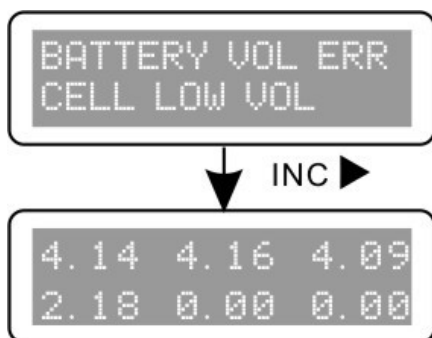 BATTERY VOL ERR
CELL LOW VOL
INC ▶
4.14 4.16 4.09
2.18 0.00 0.00